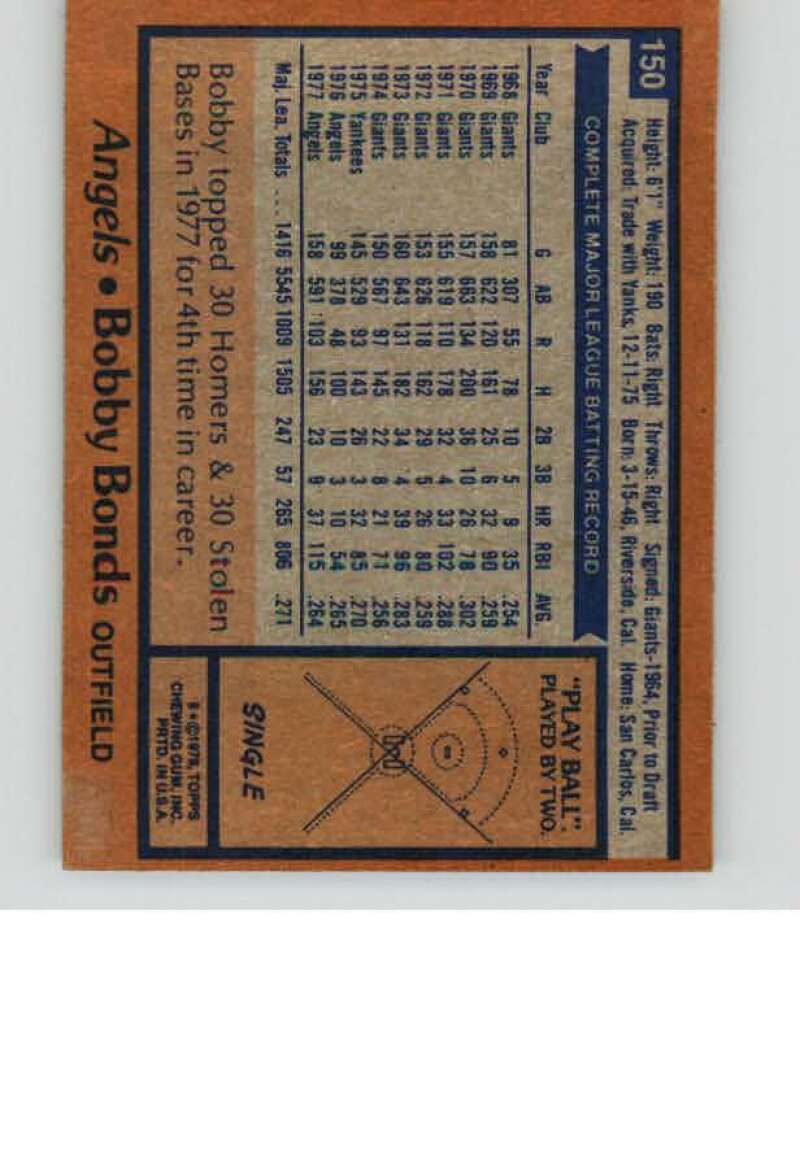 150
Height: 6'1" Weight: 190 Bats: Right Throws: Right Signed: Giants-1964, Prior to Draft
Acquired: Trade with Yanks, 12-11-75 Born: 3-15-46, Riverside, Cal. Home: San Carlos, Cal.
COMPLETE MAJOR LEAGUE BATTING RECORD
Year Club G AB R H 2B 3B HR RBI AVG.
1968 Giants 81 307 55 78 10 5 9 35 .254
1969 Giants 158 622 120 161 25 6 32 90 .259
1970 Giants 157 663 134 200 36 10 26 78 .302
1971 Giants 155 619 110 178 32 4 33 102 .288
1972 Giants 153 626 118 162 29 5 26 80 .259
1973 Giants 160 643 131 182 34 4 39 96 .283
1974 Giants 150 567 97 145 22 8 21 71 .256
1975 Yankees 145 529 93 143 26 3 32 85 .270
1976 Angels 99 378 48 100 10 3 10 54 .265
1977 Angels 158 591 103 156 23 9 37 115 .264
Maj. Lea. Totals ... 1416 5545 1009 1505 247 57 265 806 .271
Bobby topped 30 Homers & 30 Stolen
Bases in 1977 for 4th time in career.
"PLAY BALL".
PLAYED BY TWO.
SINGLE
©1978, TOPPS
CHEWING GUM, INC.
PRTD. IN U.S.A.
Angels • Bobby Bonds OUTFIELD